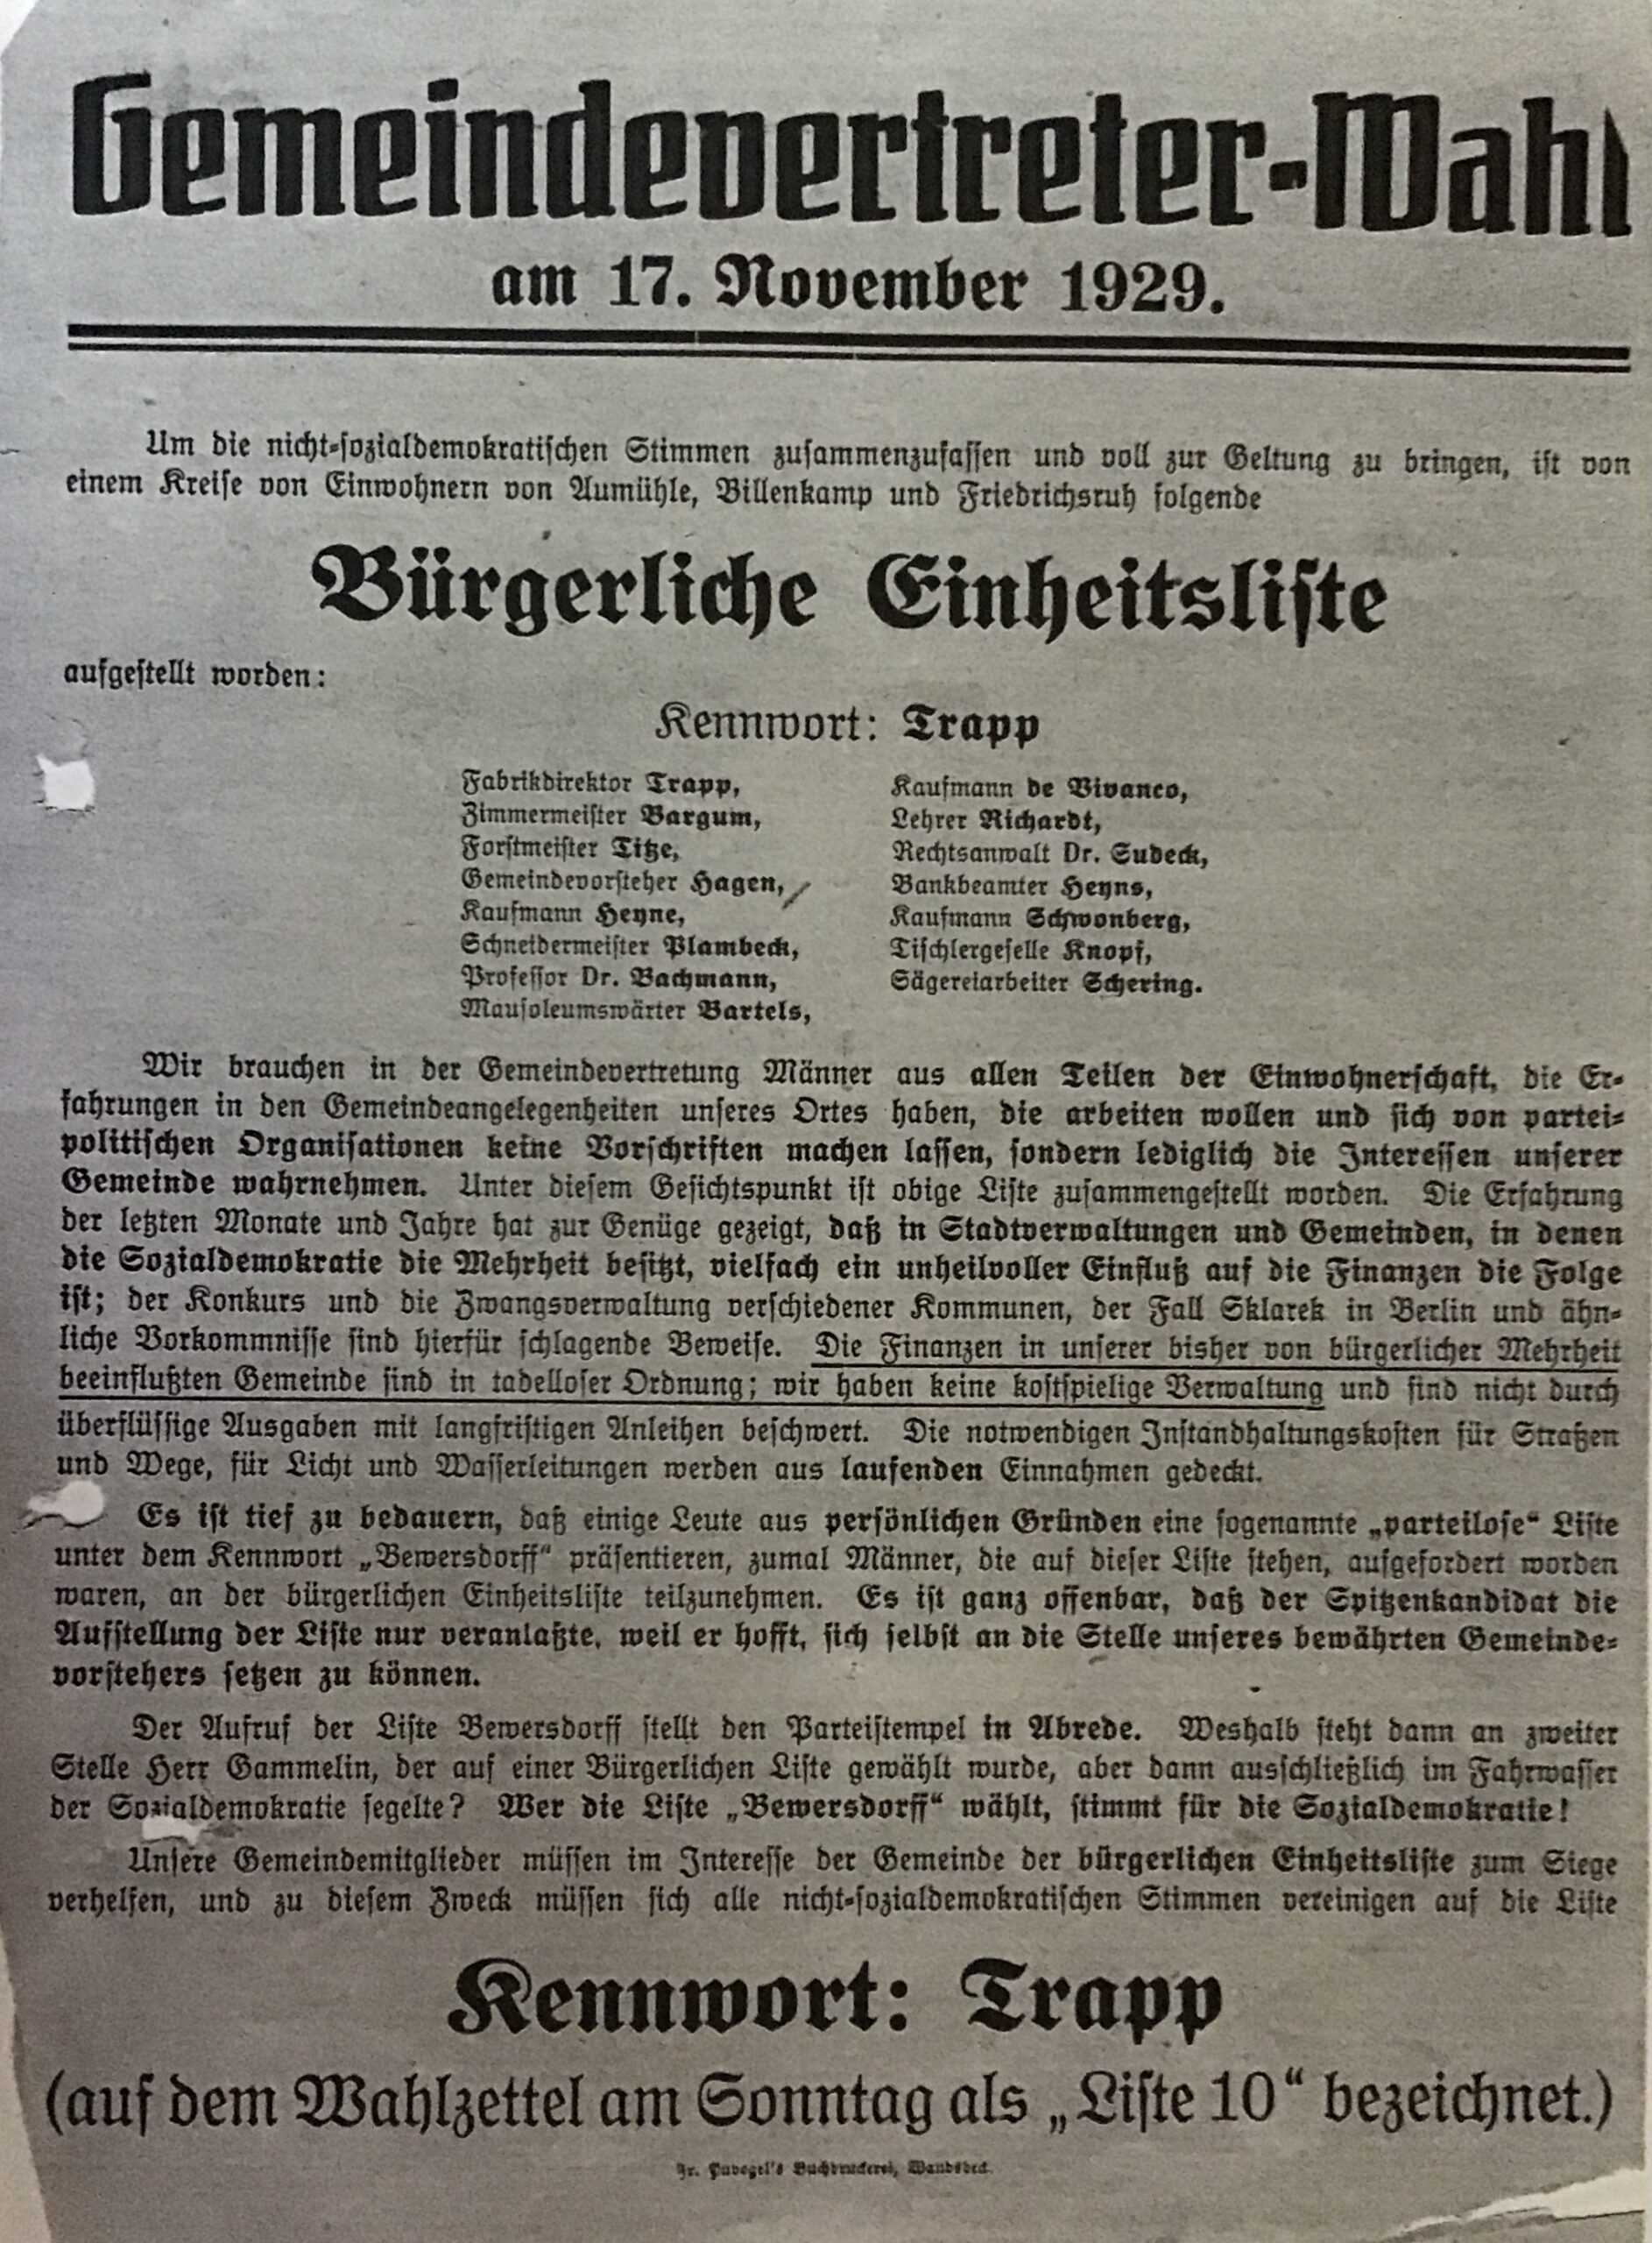 Gemeindevertreter-Wahl
am 17. November 1929.
Um die nicht-sozialdemokratischen Stimmen zusammenzufassen und voll zur Geltung zu bringen, ist von
einem Kreise von Einwohnern von Aumühle, Billenkamp und Friedrichsruh folgende
Bürgerliche Einheitsliste
aufgestellt worden:
Kennwort: Trapp
Fabrikdirektor Trapp,
Zimmermeister Bargum,
Forstmeister Titze,
Gemeindevorsteher Hagen,
Kaufmann Heyne,
Schneidermeister Plambeck,
Professor Dr. Bachmann,
Mausoleumswärter Bartels,
Kaufmann de Vivanco,
Lehrer Richardt,
Rechtsanwalt Dr. Sudeck,
Bankbeamter Heyns,
Kaufmann Schwonberg,
Tischlergeselle Knopf,
Sägereiarbeiter Schering.
Wir brauchen in der Gemeindevertretung Männer aus allen Teilen der Einwohnerschaft, die Er-
fahrungen in den Gemeindeangelegenheiten unseres Ortes haben, die arbeiten wollen und sich von partei-
politischen Organisationen keine Vorschriften machen lassen, sondern lediglich die Interessen unserer
Gemeinde wahrnehmen. Unter diesem Gesichtspunkt ist obige Liste zusammengestellt worden. Die Erfahrung
der letzten Monate und Jahre hat zur Genüge gezeigt, daß in Stadtverwaltungen und Gemeinden, in denen
die Sozialdemokratie die Mehrheit besitzt, vielfach ein unheilvoller Einfluß auf die Finanzen die Folge
ist; der Konkurs und die Zwangsverwaltung verschiedener Kommunen, der Fall Sklarek in Berlin und ähn-
liche Vorkommnisse sind hierfür schlagende Beweise. Die Finanzen in unserer bisher von bürgerlicher Mehrheit
beeinflußten Gemeinde sind in tadelloser Ordnung; wir haben keine kostspielige Verwaltung und sind nicht durch
überflüssige Ausgaben mit langfristigen Anleihen beschwert. Die notwendigen Instandhaltungskosten für Straßen
und Wege, für Licht und Wasserleitungen werden aus laufenden Einnahmen gedeckt.
Es ist tief zu bedauern, daß einige Leute aus persönlichen Gründen eine sogenannte „parteilose“ Liste
unter dem Kennwort „Bewersdorff“ präsentieren, zumal Männer, die auf dieser Liste stehen, aufgefordert worden
waren, an der bürgerlichen Einheitsliste teilzunehmen. Es ist ganz offenbar, daß der Spitzenkandidat die
Aufstellung der Liste nur veranlaßte, weil er hofft, sich selbst an die Stelle unseres bewährten Gemeinde-
vorstehers setzen zu können.
Der Aufruf der Liste Bewersdorff stellt den Parteistempel in Abrede. Weshalb steht dann an zweiter
Stelle Herr Gammelin, der auf einer Bürgerlichen Liste gewählt wurde, aber dann ausschließlich im Fahrwasser
der Sozialdemokratie segelte? Wer die Liste „Bewersdorff“ wählt, stimmt für die Sozialdemokratie!
Unsere Gemeindemitglieder müssen im Interesse der Gemeinde der bürgerlichen Einheitsliste zum Siege
verhelfen, und zu diesem Zweck müssen sich alle nicht-sozialdemokratischen Stimmen vereinigen auf die Liste
Kennwort: Trapp
(auf dem Wahlzettel am Sonntag als „Liste 10“ bezeichnet.)
Fr. Puvogel's Buchdruckerei, Wandsbeck.